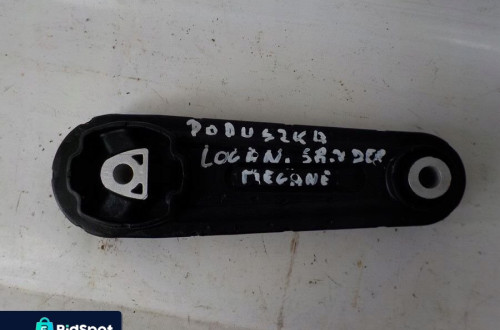 PODUSZKA
LOGAN. SANDER
MEGANE
BidSpot